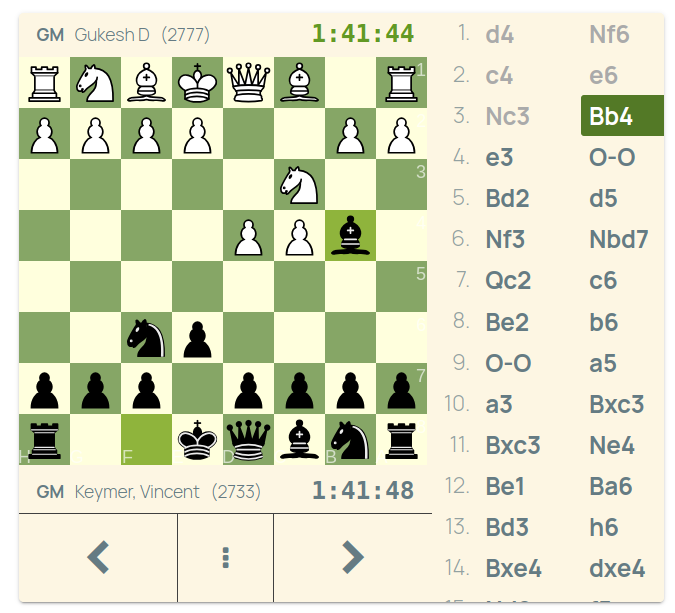 GM Gukesh D (2777) 1:41:44
1
3
5
7
H F D B
GM Keymer, Vincent (2733) 1:41:48
1. d4 Nf6
2. c4 e6
3. Nc3 Bb4
4. e3 O-O
5. Bd2 d5
6. Nf3 Nbd7
7. Qc2 c6
8. Be2 b6
9. O-O a5
10. a3 Bxc3
11. Bxc3 Ne4
12. Be1 Ba6
13. Bd3 h6
14. Bxe4 dxe4